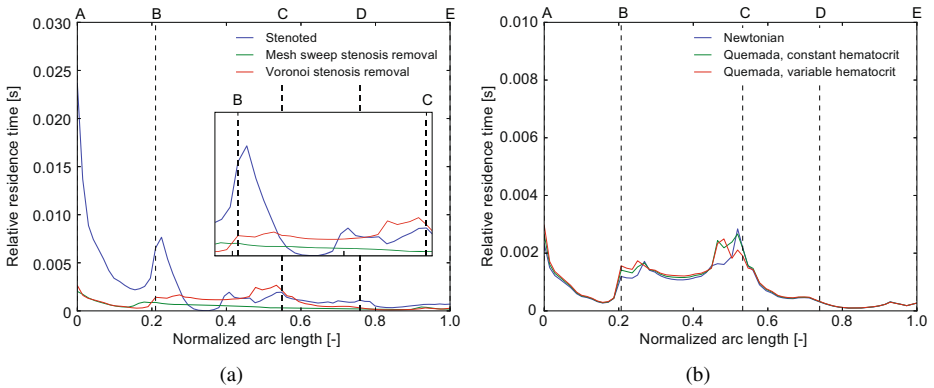 A B C D E
0.030
0.025
0.020
0.015
0.010
0.005
0
Relative residence time [s]
Stenoted
Mesh sweep stenosis removal
Voronoi stenosis removal
B C
0 0.2 0.4 0.6 0.8 1.0
Normalized arc length [-]
(a)
A B C D E
0.010
0.008
0.006
0.004
0.002
0
Relative residence time [s]
Newtonian
Quemada, constant hematocrit
Quemada, variable hematocrit
0 0.2 0.4 0.6 0.8 1.0
Normalized arc length [-]
(b)